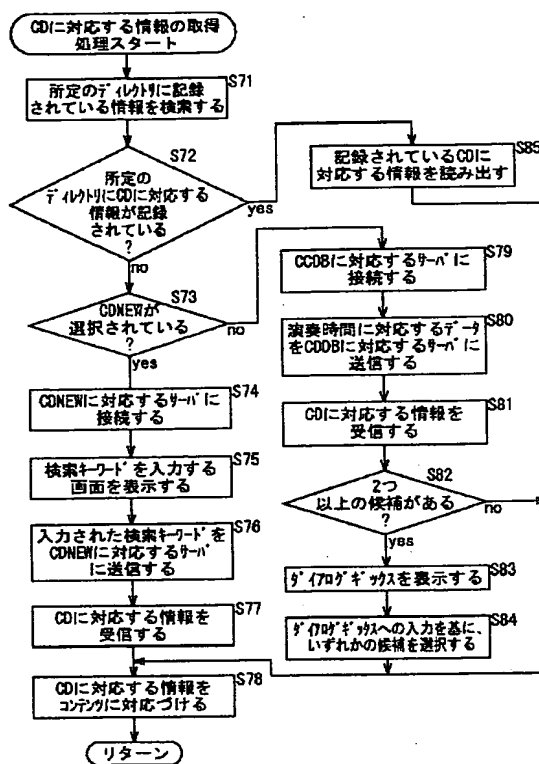 CDに対応する情報の取得
処理スタート
S71
所定のディレクトリに記録
されている情報を検索する
S72
所定の
ディレクトリにCDに対応する
情報が記録
されている
?
yes
no
S85
記録されているCDに
対応する情報を読み出す
S73
CDNEWが
選択されている
?
no
yes
S79
CCDBに対応するサーバに
接続する
S80
演奏時間に対応するデータ
をCDDBに対応するサーバに
送信する
S81
CDに対応する情報を
受信する
S82
2つ
以上の候補がある
?
no
yes
S83
ダイアログボックスを表示する
S84
ダイアログボックスへの入力を基に、
いずれかの候補を選択する
S74
CDNEWに対応するサーバに
接続する
S75
検索キーワードを入力する
画面を表示する
S76
入力された検索キーワードを
CDNEWに対応するサーバ
に送信する
S77
CDに対応する情報を
受信する
S78
CDに対応する情報を
コンテンツに対応づける
リターン